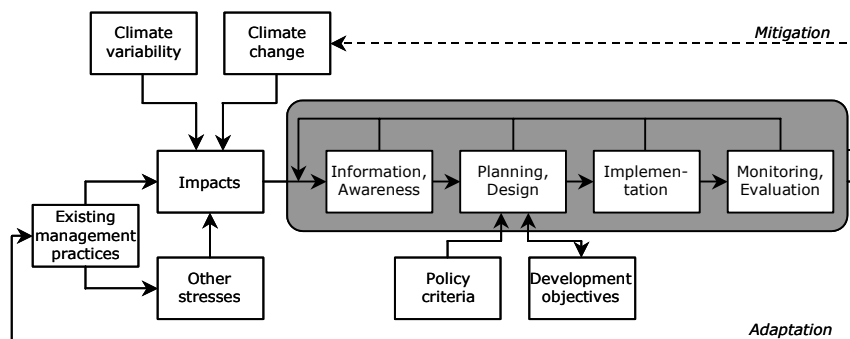 Climate
variability
Climate
change
Mitigation
Impacts
Information,
Awareness
Planning,
Design
Implemen-
tation
Monitoring,
Evaluation
Existing
management
practices
Other
stresses
Policy
criteria
Development
objectives
Adaptation